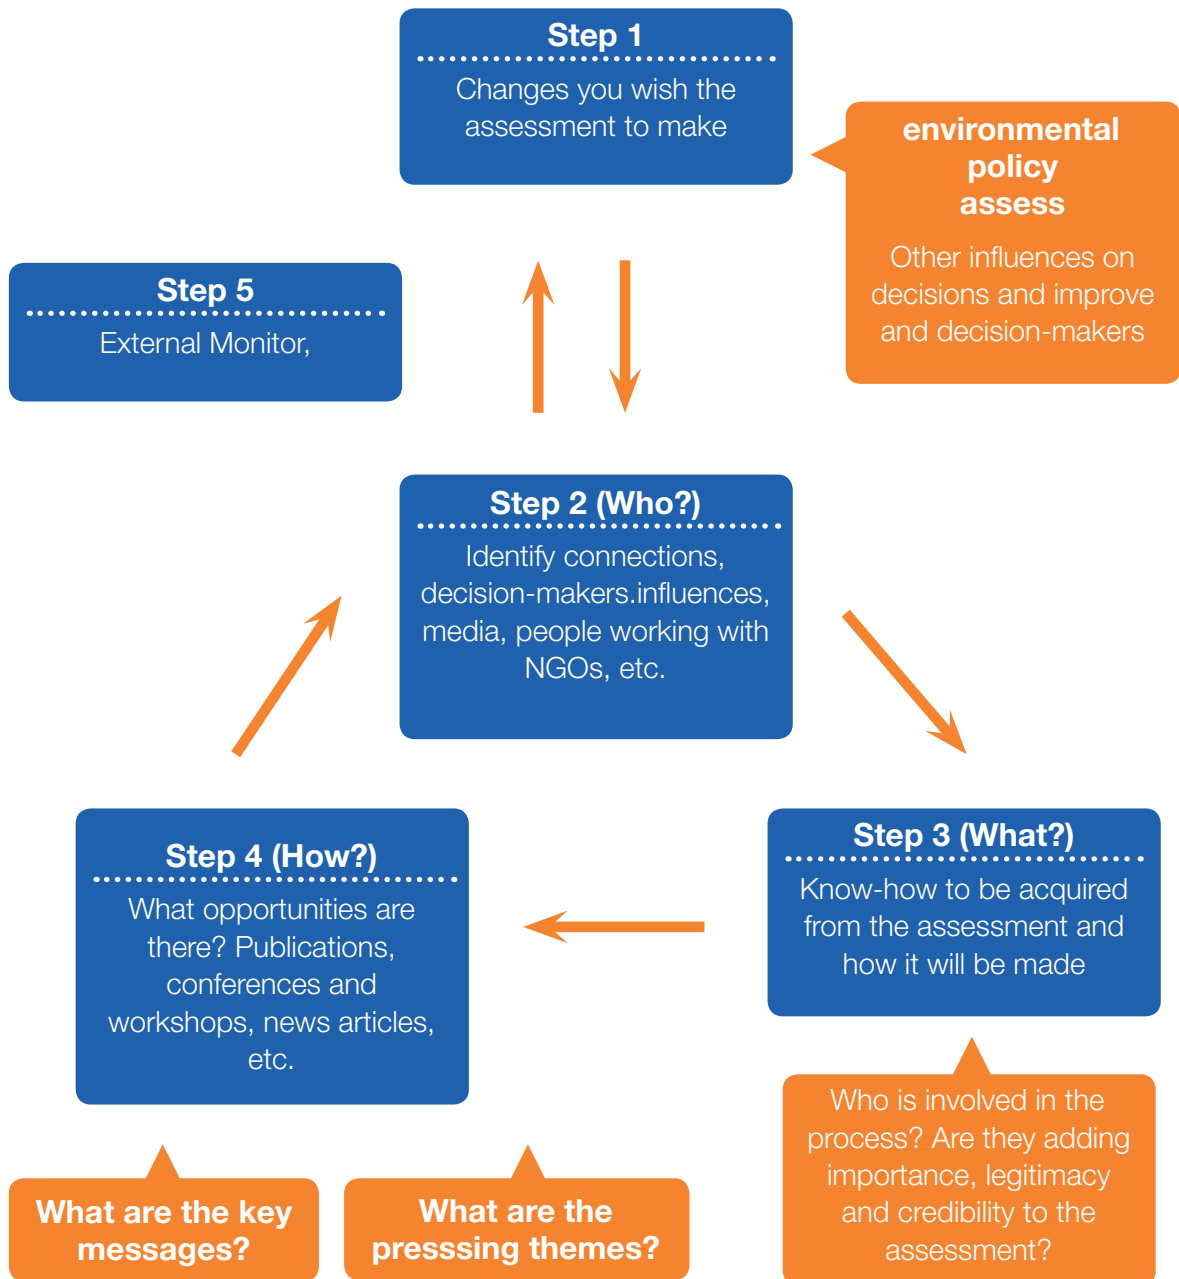 Step 1
Changes you wish the
assessment to make
environmental
policy
assess
Other influences on
decisions and improve
and decision-makers
Step 5
External Monitor,
Step 2 (Who?)
Identify connections,
decision-makers.influences,
media, people working with
NGOs, etc.
Step 4 (How?)
What opportunities are
there? Publications,
conferences and
workshops, news articles,
etc.
Step 3 (What?)
Know-how to be acquired
from the assessment and
how it will be made
Who is involved in the
process? Are they adding
importance, legitimacy
and credibility to the
assessment?
What are the key
messages?
What are the
presssing themes?